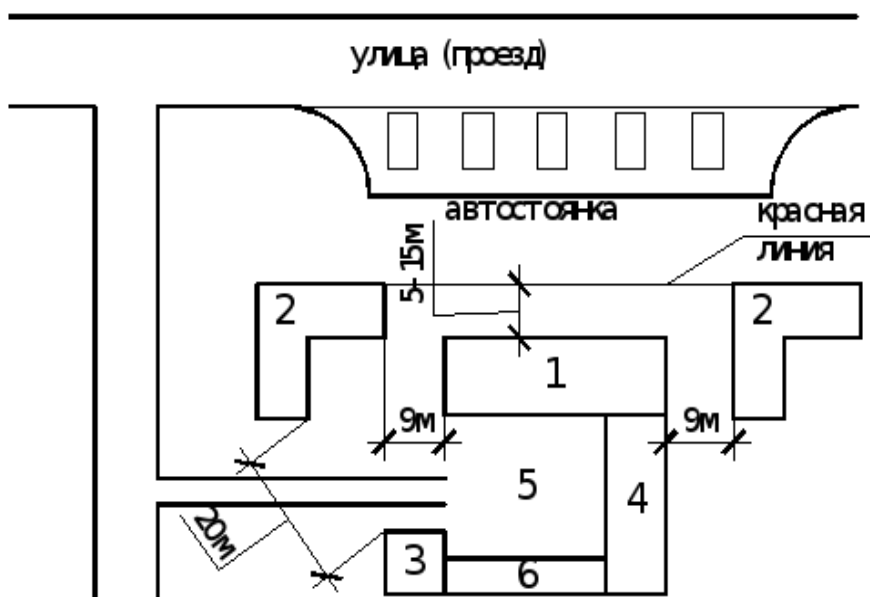 улица (проезд)
автостоянка
красная
линия
5-15м
2
2
1
9м
9м
5
4
20м
3
6